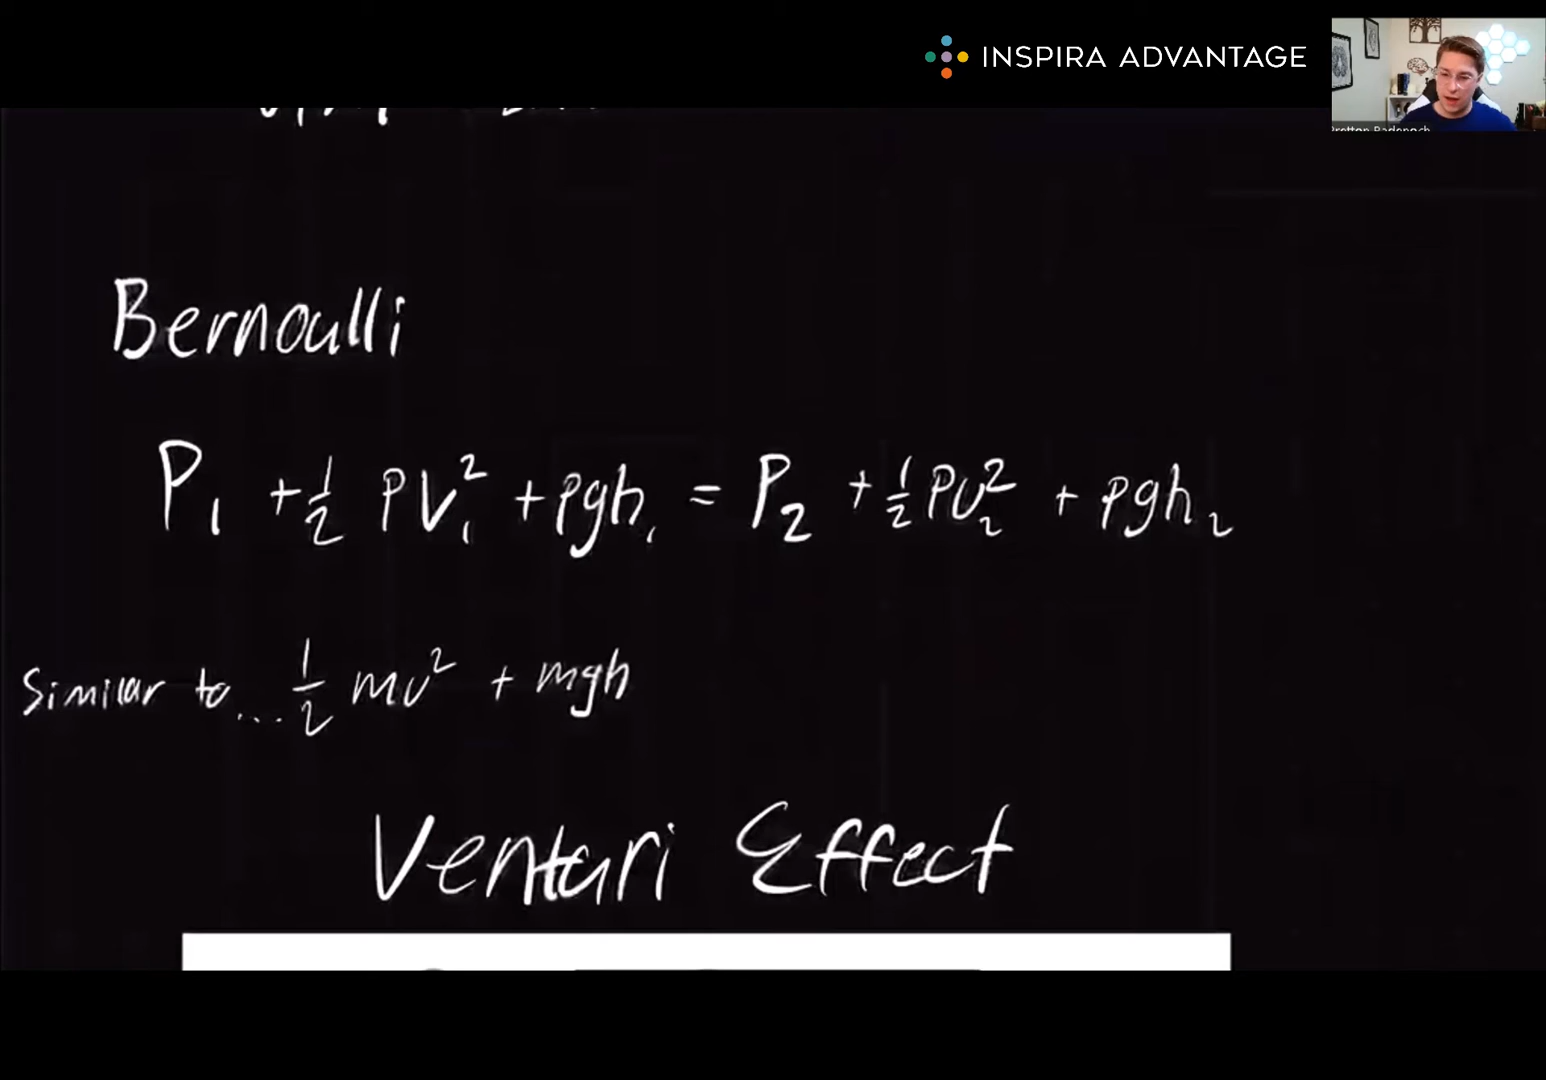 INSPIRA ADVANTAGE
Bernoulli
P₁ + ½ ρv₁² + ρgh₁ = P₂ + ½ ρv₂² + ρgh₂
Similar to... ½ mv² + mgh
Venturi Effect